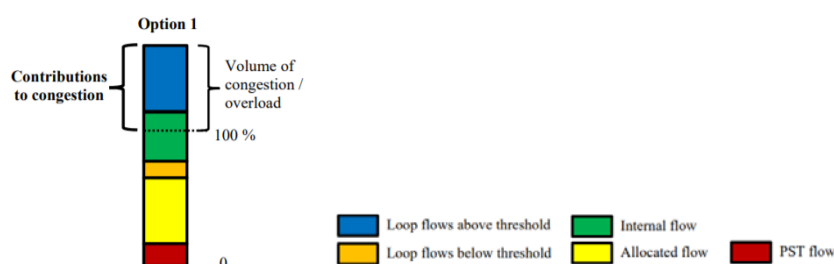 Option 1
Contributions
to congestion
Volume of
congestion /
overload
100 %
0
Loop flows above threshold
Internal flow
Loop flows below threshold
Allocated flow
PST flow